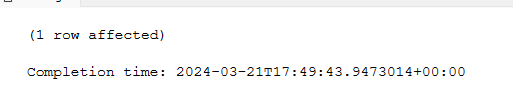 (1 row affected)
Completion time: 2024-03-21T17:49:43.9473014+00:00